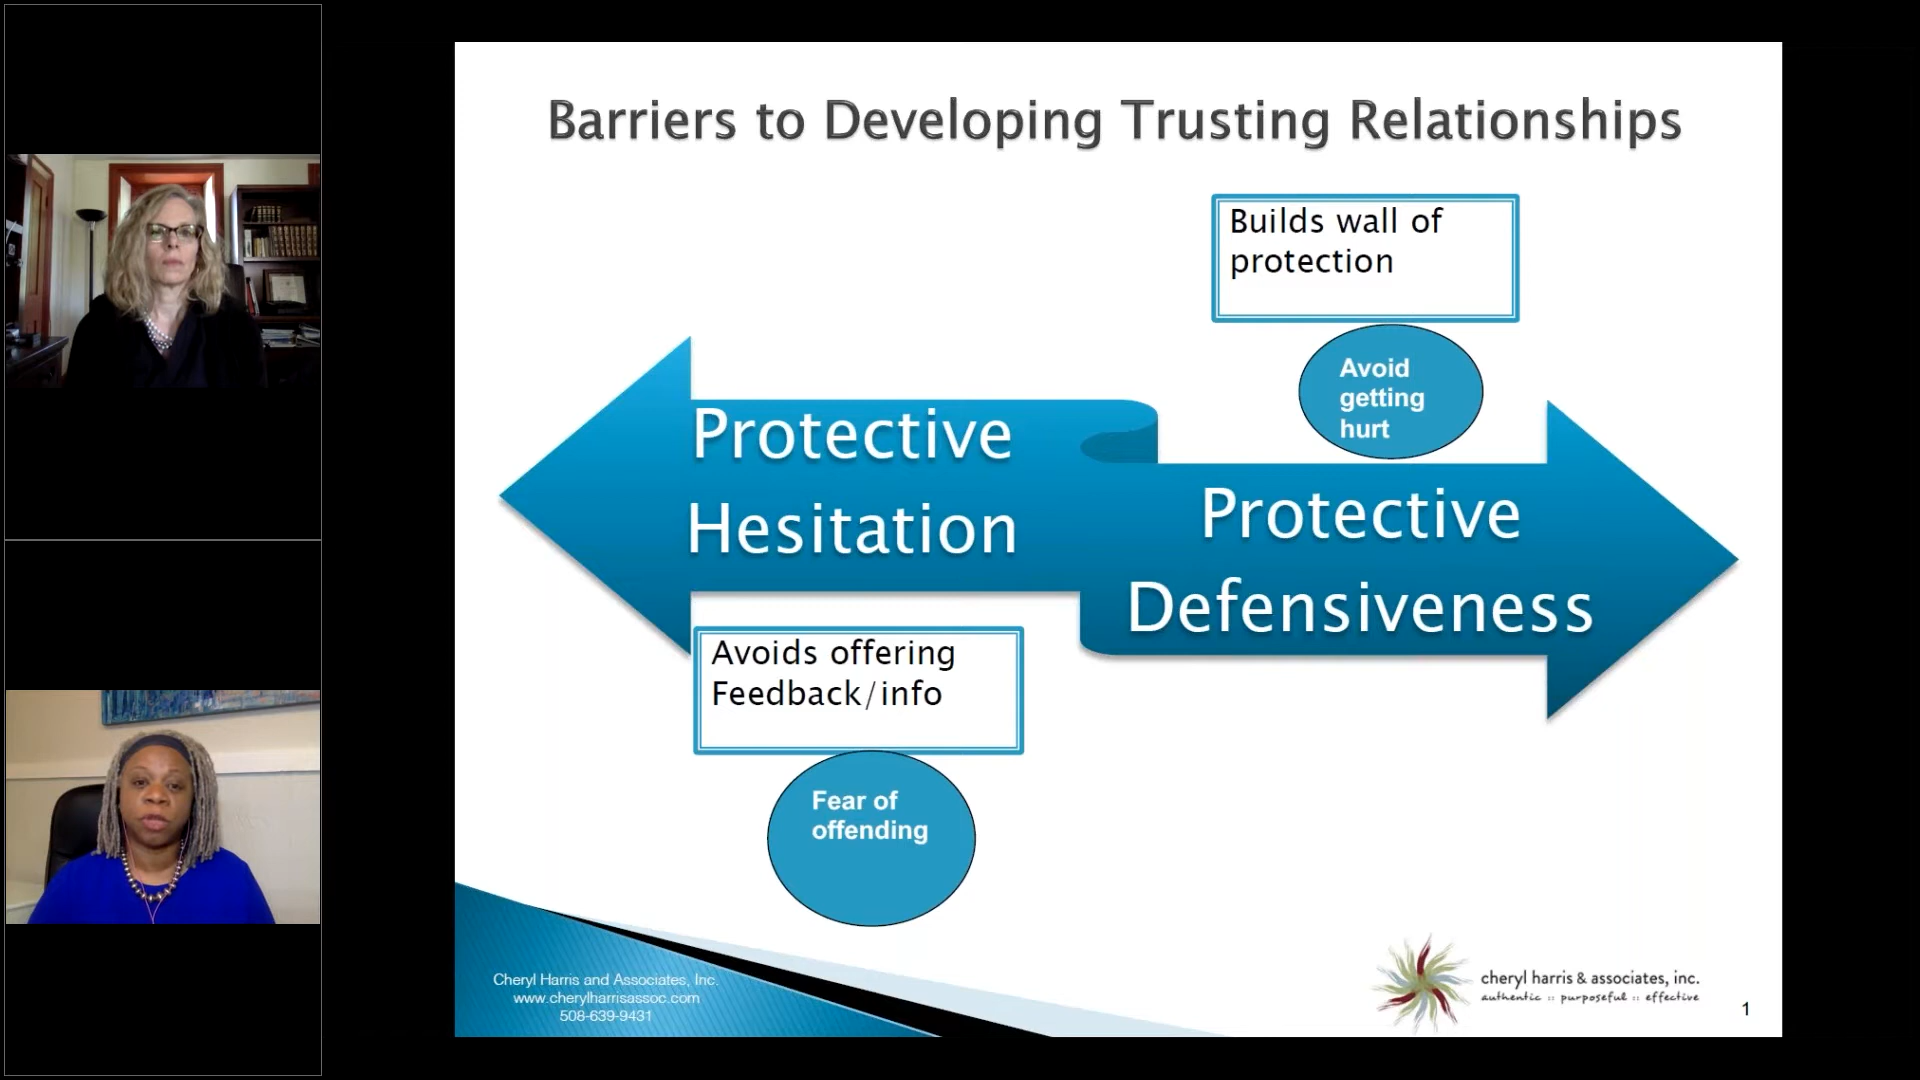 Barriers to Developing Trusting Relationships
Builds wall of
protection
Avoid
getting
hurt
Protective
Hesitation
Protective
Defensiveness
Avoids offering
Feedback/info
Fear of
offending
Cheryl Harris and Associates, Inc.
www.cherylharrisassoc.com
508-639-9431
cheryl harris & associates, inc.
authentic :: purposeful :: effective
1